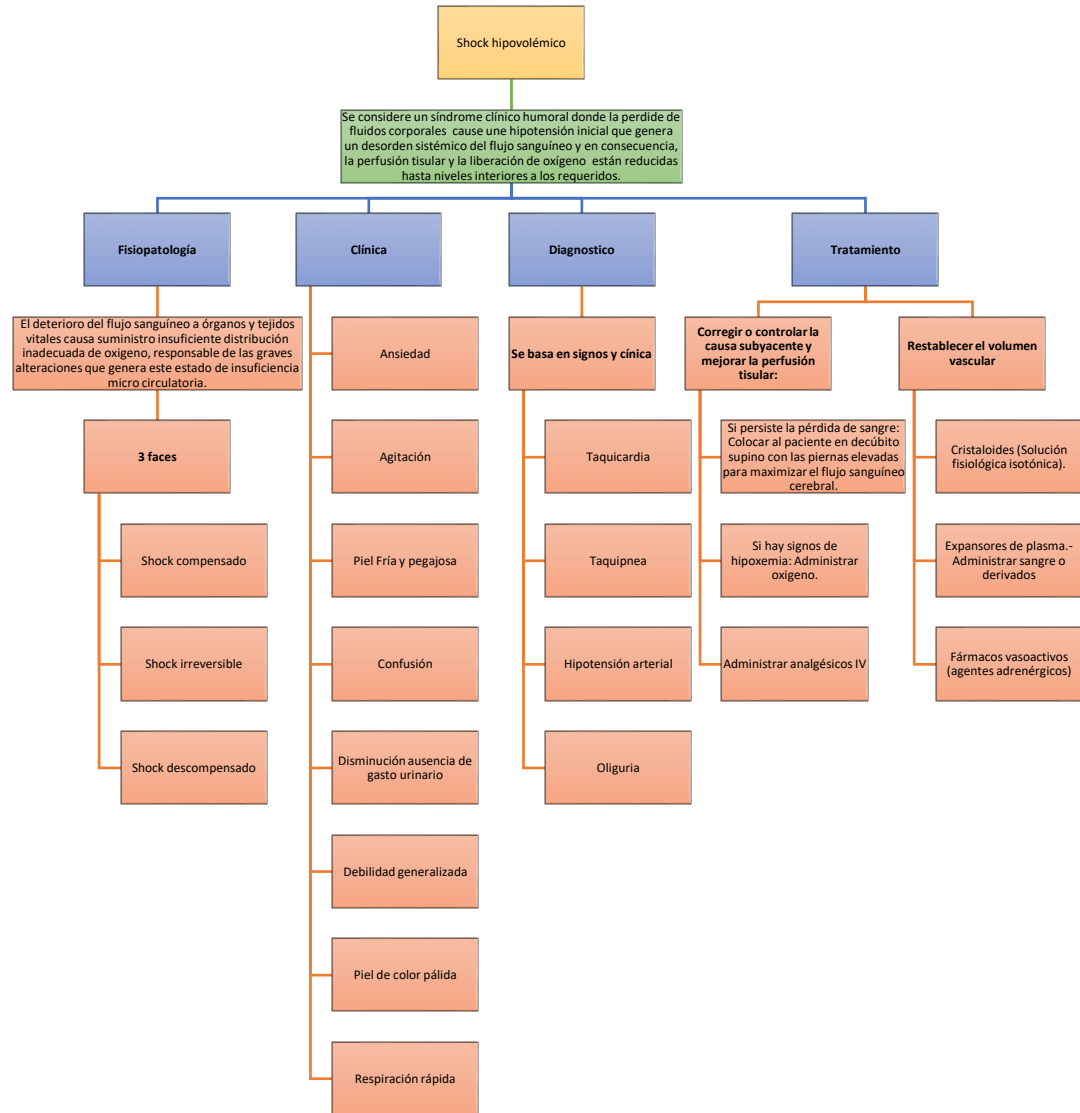 Shock hipovolémico
Se considere un síndrome clínico humoral donde la perdide de
fluidos corporales cause une hipotensión inicial que genera
un desorden sistémico del flujo sanguíneo y en consecuencia,
la perfusión tisular y la liberación de oxígeno están reducidas
hasta niveles interiores a los requeridos.
Fisiopatología
El deterioro del flujo sanguíneo a órganos y tejidos
vitales causa suministro insuficiente distribución
inadecuada de oxigeno, responsable de las graves
alteraciones que genera este estado de insuficiencia
micro circulatoria.
3 faces
Shock compensado
Shock irreversible
Shock descompensado
Clínica
Ansiedad
Agitación
Piel Fría y pegajosa
Confusión
Disminución ausencia de
gasto urinario
Debilidad generalizada
Piel de color pálida
Respiración rápida
Diagnostico
Se basa en signos y cínica
Taquicardia
Taquipnea
Hipotensión arterial
Oliguria
Tratamiento
Corregir o controlar la
causa subyacente y
mejorar la perfusión
tisular:
Si persiste la pérdida de sangre:
Colocar al paciente en decúbito
supino con las piernas elevadas
para maximizar el flujo sanguíneo
cerebral.
Si hay signos de
hipoxemia: Administrar
oxigeno.
Administrar analgésicos IV
Restablecer el volumen
vascular
Cristaloides (Solución
fisiológica isotónica).
Expansores de plasma.-
Administrar sangre o
derivados
Fármacos vasoactivos
(agentes adrenérgicos)